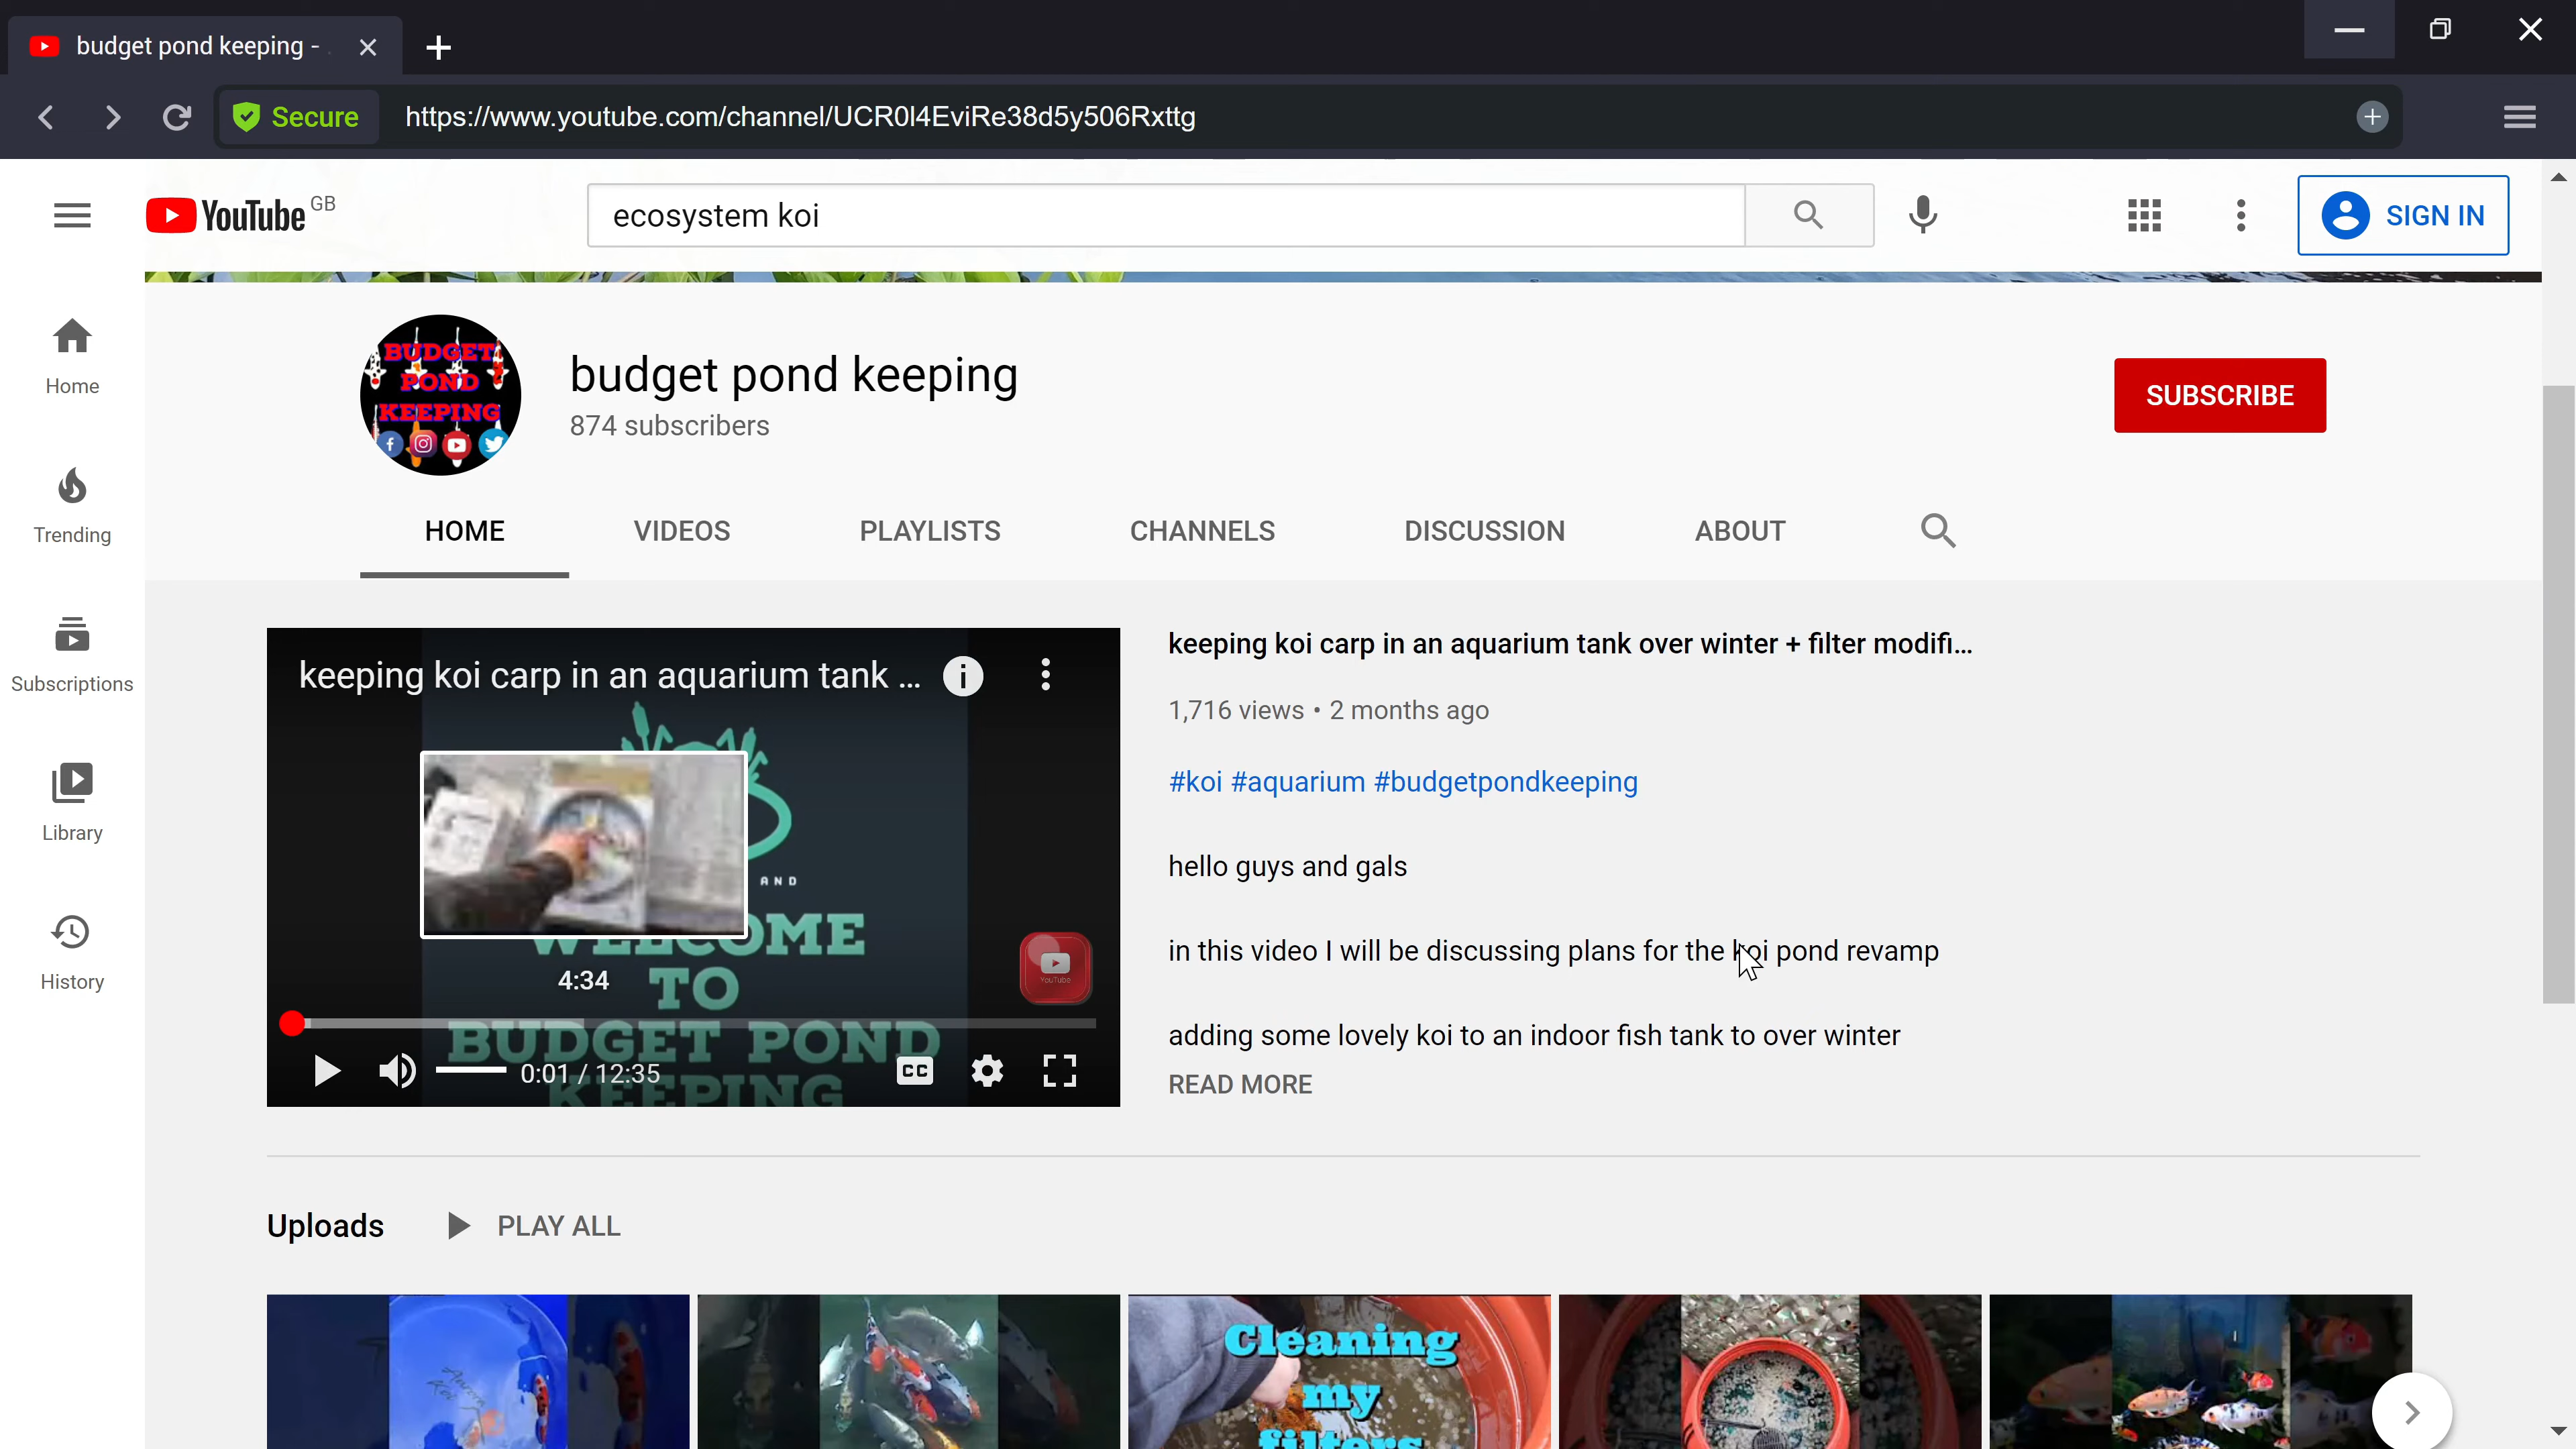 budget pond keeping -
Secure
https://www.youtube.com/channel/UCR0l4EviRe38d5y506Rxttg
YouTube GB
ecosystem koi
SIGN IN
Home
Trending
Subscriptions
Library
History
BUDGET
POND
KEEPING
budget pond keeping
874 subscribers
SUBSCRIBE
HOME
VIDEOS
PLAYLISTS
CHANNELS
DISCUSSION
ABOUT
keeping koi carp in an aquarium tank ...
AND
WELCOME
TO
BUDGET POND
KEEPING
4:34
YouTube
0:01 / 12:35
CC
keeping koi carp in an aquarium tank over winter + filter modifi...
1,716 views • 2 months ago
#koi #aquarium #budgetpondkeeping
hello guys and gals
in this video I will be discussing plans for the koi pond revamp
adding some lovely koi to an indoor fish tank to over winter
READ MORE
Uploads
PLAY ALL
Cleaning
my
filters